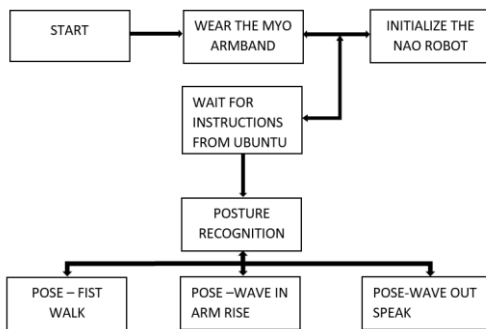 START
WEAR THE MYO
ARMBAND
INITIALIZE THE
NAO ROBOT
WAIT FOR
INSTRUCTIONS
FROM UBUNTU
POSTURE
RECOGNITION
POSE – FIST
WALK
POSE –WAVE IN
ARM RISE
POSE-WAVE OUT
SPEAK